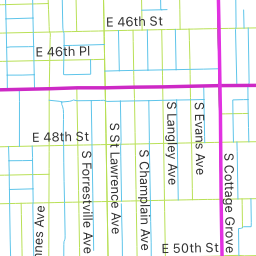 E 46th St
E 46th Pl
E 48th St
S Forrestville Ave
S St Lawrence Ave
S Champlain Ave
S Langley Ave
S Evans Ave
S Cottage Grove
Ave
E 50th St